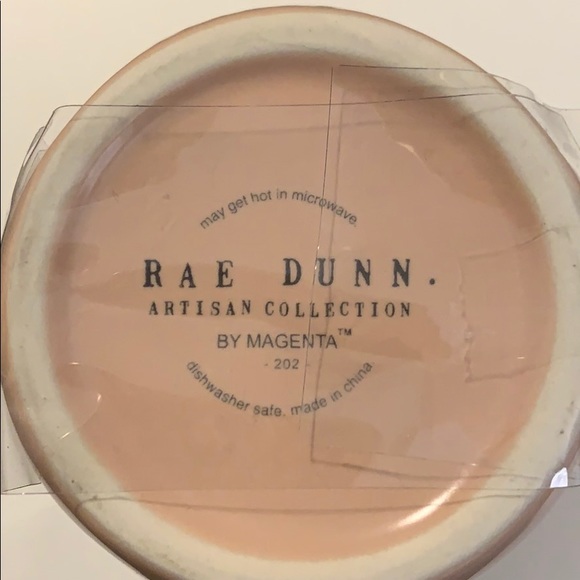 may get hot in microwave.
RAE DUNN.
ARTISAN COLLECTION
BY MAGENTA™
- 202 -
dishwasher safe. made in china